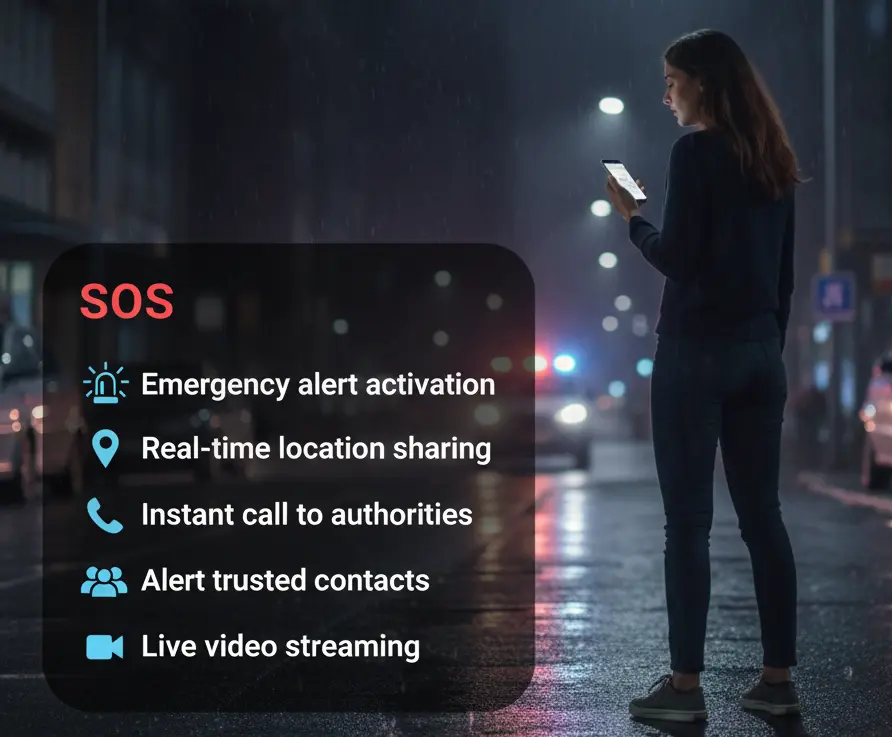 SOS
Emergency alert activation
Real-time location sharing
Instant call to authorities
Alert trusted contacts
Live video streaming